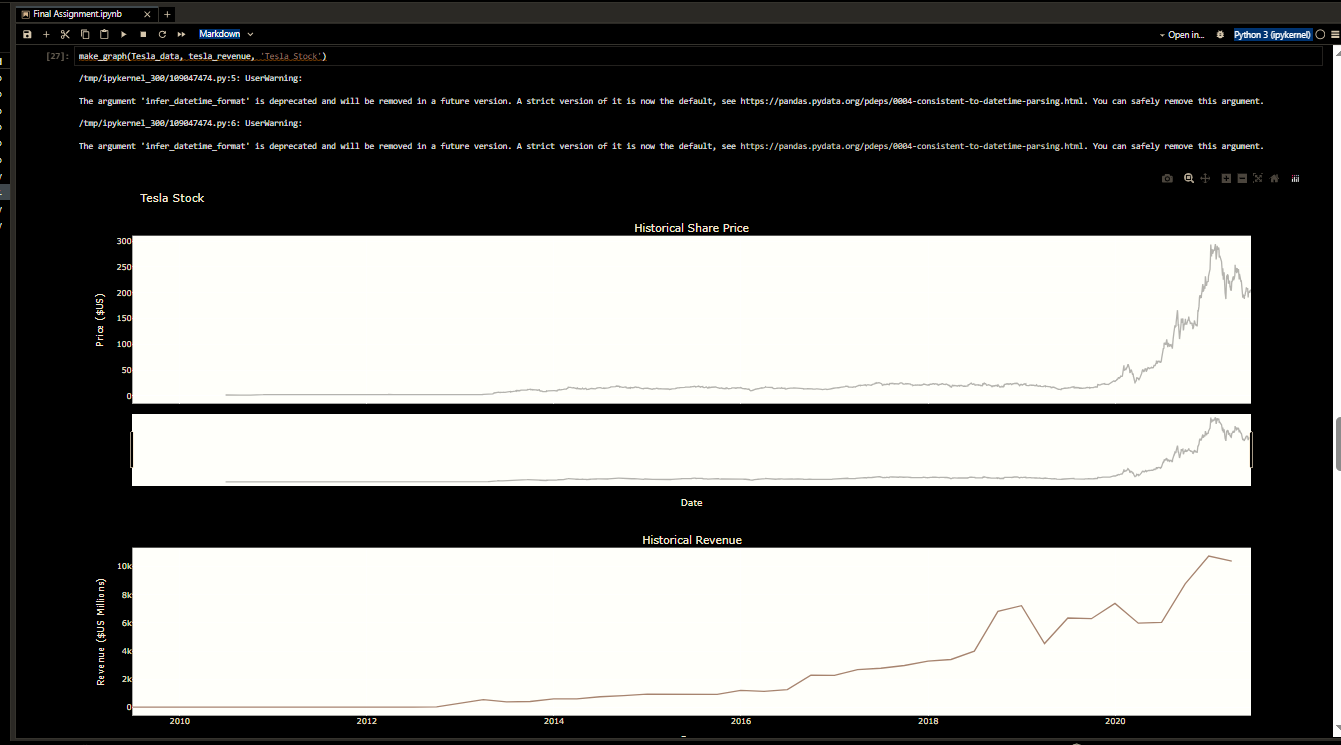 Final Assignment.ipynb
Markdown
Open in...
Python 3 (ipykernel)
[27]:
make_graph(Tesla_data, tesla_revenue, 'Tesla Stock')
/tmp/ipykernel_300/109047474.py:5: UserWarning:
The argument 'infer_datetime_format' is deprecated and will be removed in a future version. A strict version of it is now the default, see https://pandas.pydata.org/pdeps/0004-consistent-to-datetime-parsing.html. You can safely remove this argument.
/tmp/ipykernel_300/109047474.py:6: UserWarning:
The argument 'infer_datetime_format' is deprecated and will be removed in a future version. A strict version of it is now the default, see https://pandas.pydata.org/pdeps/0004-consistent-to-datetime-parsing.html. You can safely remove this argument.
Tesla Stock
Historical Share Price
Price ($US)
300
250
200
150
100
50
0
Date
Historical Revenue
Revenue ($US Millions)
10k
8k
6k
4k
2k
0
2010 2012 2014 2016 2018 2020